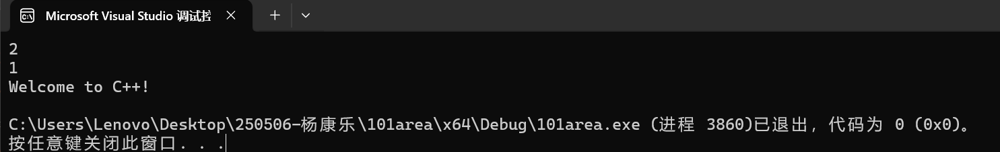 Microsoft Visual Studio 调试控
2
1
Welcome to C++!
C:\Users\Lenovo\Desktop\250506-杨康乐\101area\x64\Debug\101area.exe (进程 3860)已退出，代码为 0 (0x0)。
按任意键关闭此窗口. . .